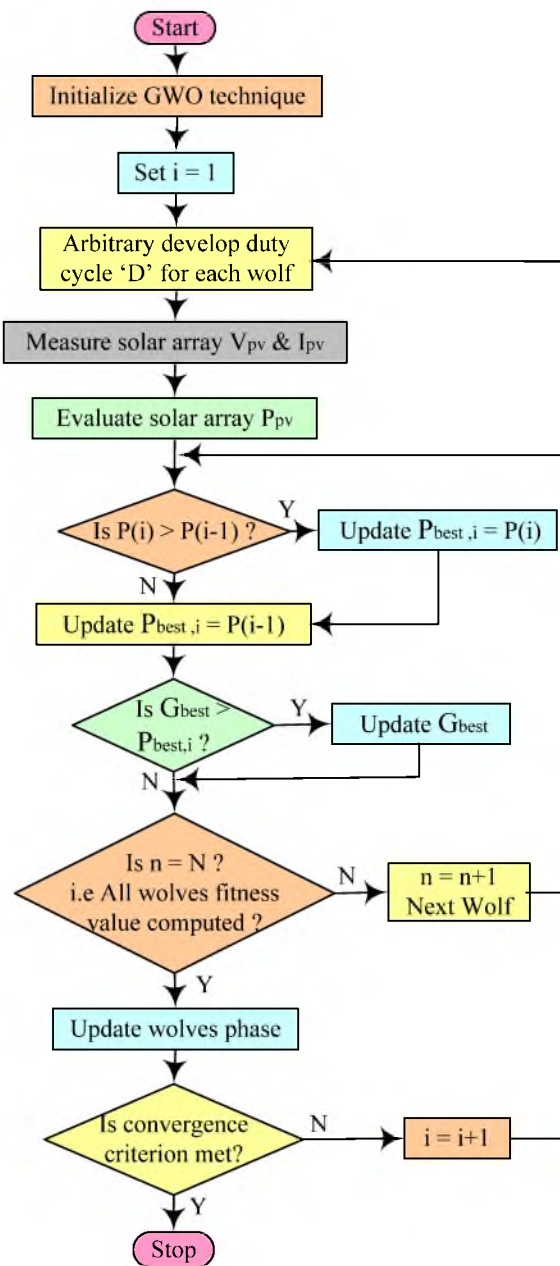 Start
Initialize GWO technique
Set i = 1
Arbitrary develop duty
cycle ‘D’ for each wolf
Measure solar array Vpv & Ipv
Evaluate solar array Ppv
Is P(i) > P(i-1) ?
Y
Update Pbest ,i = P(i)
N
Update Pbest ,i = P(i-1)
Is Gbest >
Pbest,i ?
Y
Update Gbest
N
Is n = N ?
i.e All wolves fitness
value computed ?
N
n = n+1
Next Wolf
Y
Update wolves phase
Is convergence
criterion met?
N
i = i+1
Y
Stop